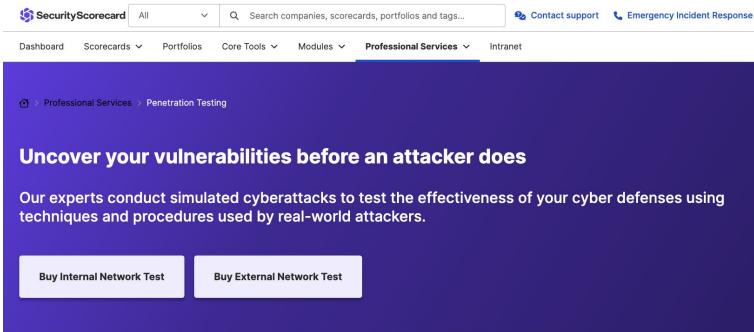 SecurityScorecard
All
Search companies, scorecards, portfolios and tags...
Contact support
Emergency Incident Response
Dashboard
Scorecards
Portfolios
Core Tools
Modules
Professional Services
Intranet
Professional Services > Penetration Testing
Uncover your vulnerabilities before an attacker does
Our experts conduct simulated cyberattacks to test the effectiveness of your cyber defenses using
techniques and procedures used by real-world attackers.
Buy Internal Network Test
Buy External Network Test